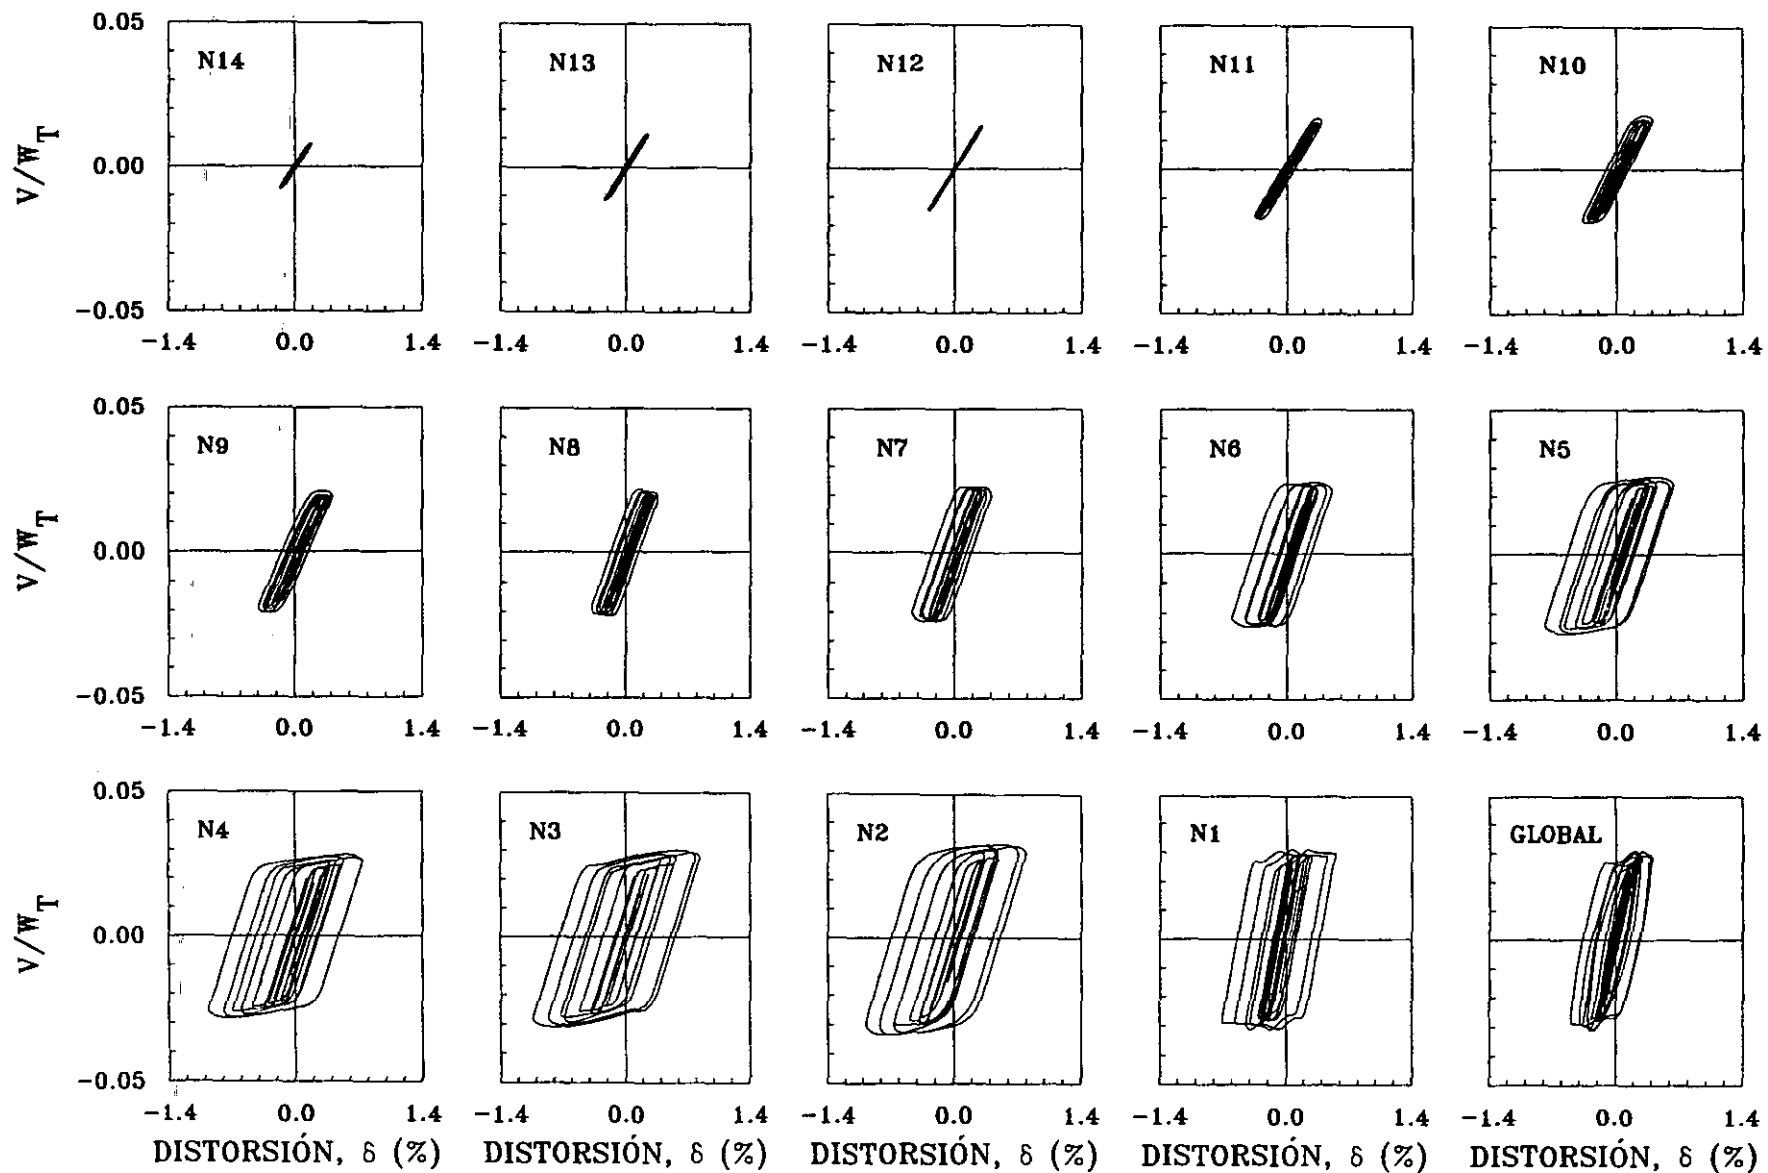 0.05
N14 N13 N12 N11 N10
V/W_T
0.00
-0.05
-1.4 0.0 1.4 -1.4 0.0 1.4 -1.4 0.0 1.4 -1.4 0.0 1.4 -1.4 0.0 1.4
0.05
N9 N8 N7 N6 N5
V/W_T
0.00
-0.05
-1.4 0.0 1.4 -1.4 0.0 1.4 -1.4 0.0 1.4 -1.4 0.0 1.4 -1.4 0.0 1.4
0.05
N4 N3 N2 N1 GLOBAL
V/W_T
0.00
-0.05
-1.4 0.0 1.4 -1.4 0.0 1.4 -1.4 0.0 1.4 -1.4 0.0 1.4 -1.4 0.0 1.4
DISTORSIÓN, δ (%) DISTORSIÓN, δ (%) DISTORSIÓN, δ (%) DISTORSIÓN, δ (%) DISTORSIÓN, δ (%)